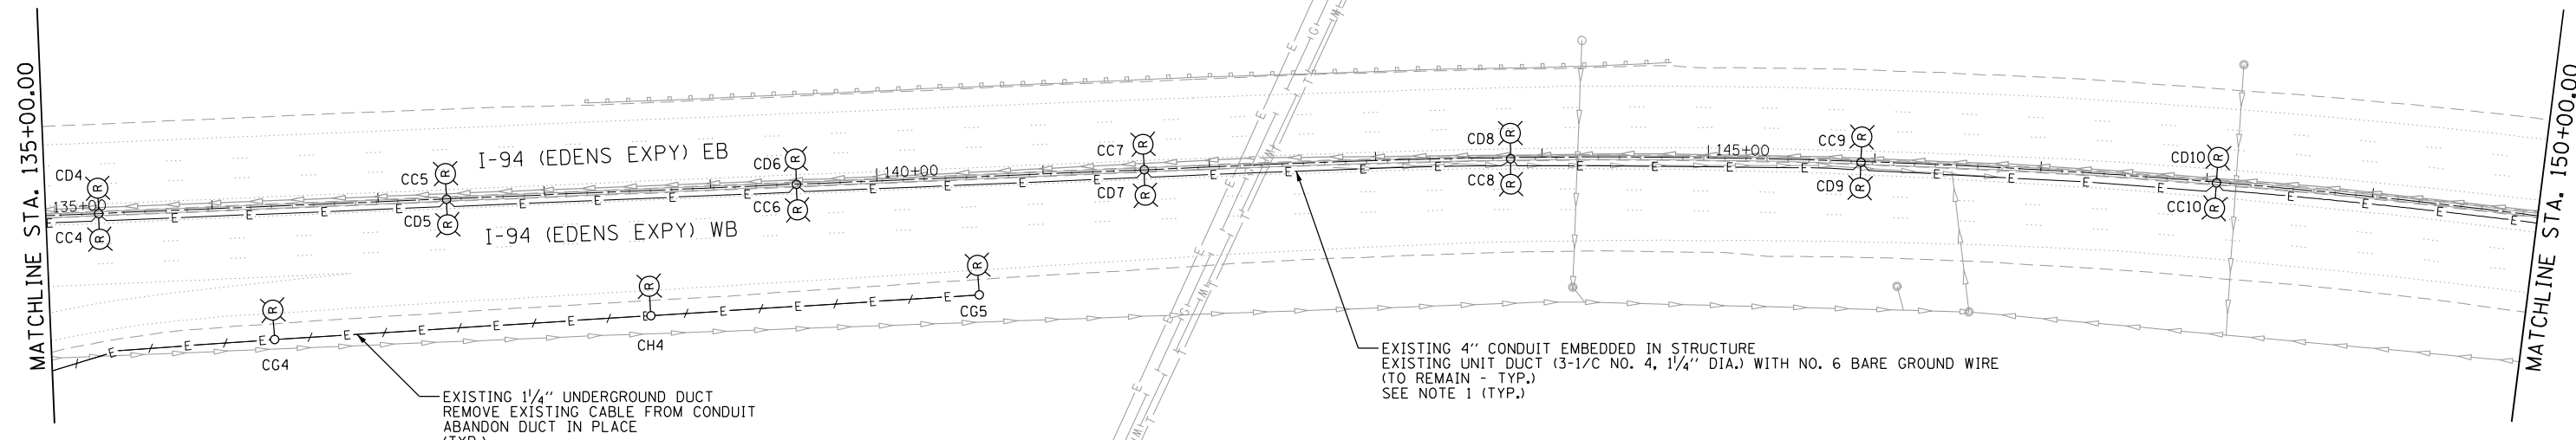 MATCHLINE STA. 135+00.00
CD4
135+00
CC4
CC5
CD5
I-94 (EDENS EXPY) EB
I-94 (EDENS EXPY) WB
CD6
CC6
140+00
CC7
CD7
CD8
CC8
145+00
CC9
CD9
CD10
CC10
MATCHLINE STA. 150+00.00
CG4
CH4
CG5
EXISTING 1¼'' UNDERGROUND DUCT
REMOVE EXISTING CABLE FROM CONDUIT
ABANDON DUCT IN PLACE
(TYP.)
EXISTING 4'' CONDUIT EMBEDDED IN STRUCTURE
EXISTING UNIT DUCT (3-1/C NO. 4, 1¼'' DIA.) WITH NO. 6 BARE GROUND WIRE
(TO REMAIN - TYP.)
SEE NOTE 1 (TYP.)